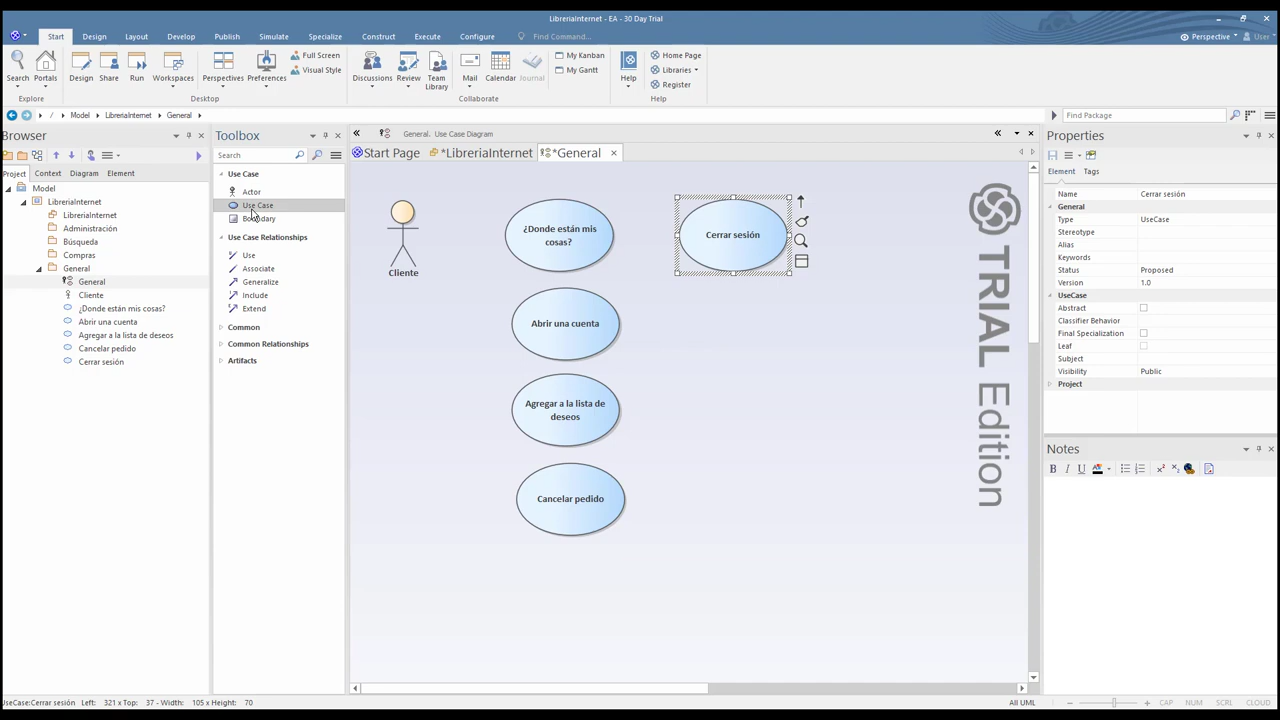 LibreriaInternet - EA - 30 Day Trial
Start
Design
Layout
Develop
Publish
Simulate
Specialize
Construct
Execute
Configure
Find Command...
Perspective
User
Search
Portals
Design
Share
Run
Workspaces
Perspectives
Preferences
Full Screen
Visual Style
Discussions
Review
Team
Library
Mail
Calendar
Journal
My Kanban
My Gantt
Help
Home Page
Libraries
Register
Explore
Desktop
Collaborate
Help
/
Model
LibreriaInternet
General
Find Package
Browser
Project
Context
Diagram
Element
Model
LibreriaInternet
LibreriaInternet
Administración
Búsqueda
Compras
General
General
Cliente
¿Donde están mis cosas?
Abrir una cuenta
Agregar a la lista de deseos
Cancelar pedido
Cerrar sesión
Toolbox
Search
Use Case
Actor
Use Case
Boundary
Use Case Relationships
Use
Associate
Generalize
Include
Extend
Common
Common Relationships
Artifacts
General. Use Case Diagram
Start Page
*LibreriaInternet
*General
Cliente
¿Donde están mis
cosas?
Cerrar sesión
Abrir una cuenta
Agregar a la lista de
deseos
Cancelar pedido
TRIAL Edition
Properties
Element
Tags
Name
Cerrar sesión
General
Type
UseCase
Stereotype
Alias
Keywords
Status
Proposed
Version
1.0
UseCase
Abstract
Classifier Behavior
Final Specialization
Leaf
Subject
Visibility
Public
Project
Notes
B I U A
UseCase:Cerrar sesión Left: 321 x Top: 37 - Width: 105 x Height: 70
All UML
CAP
NUM
SCRL
CLOUD